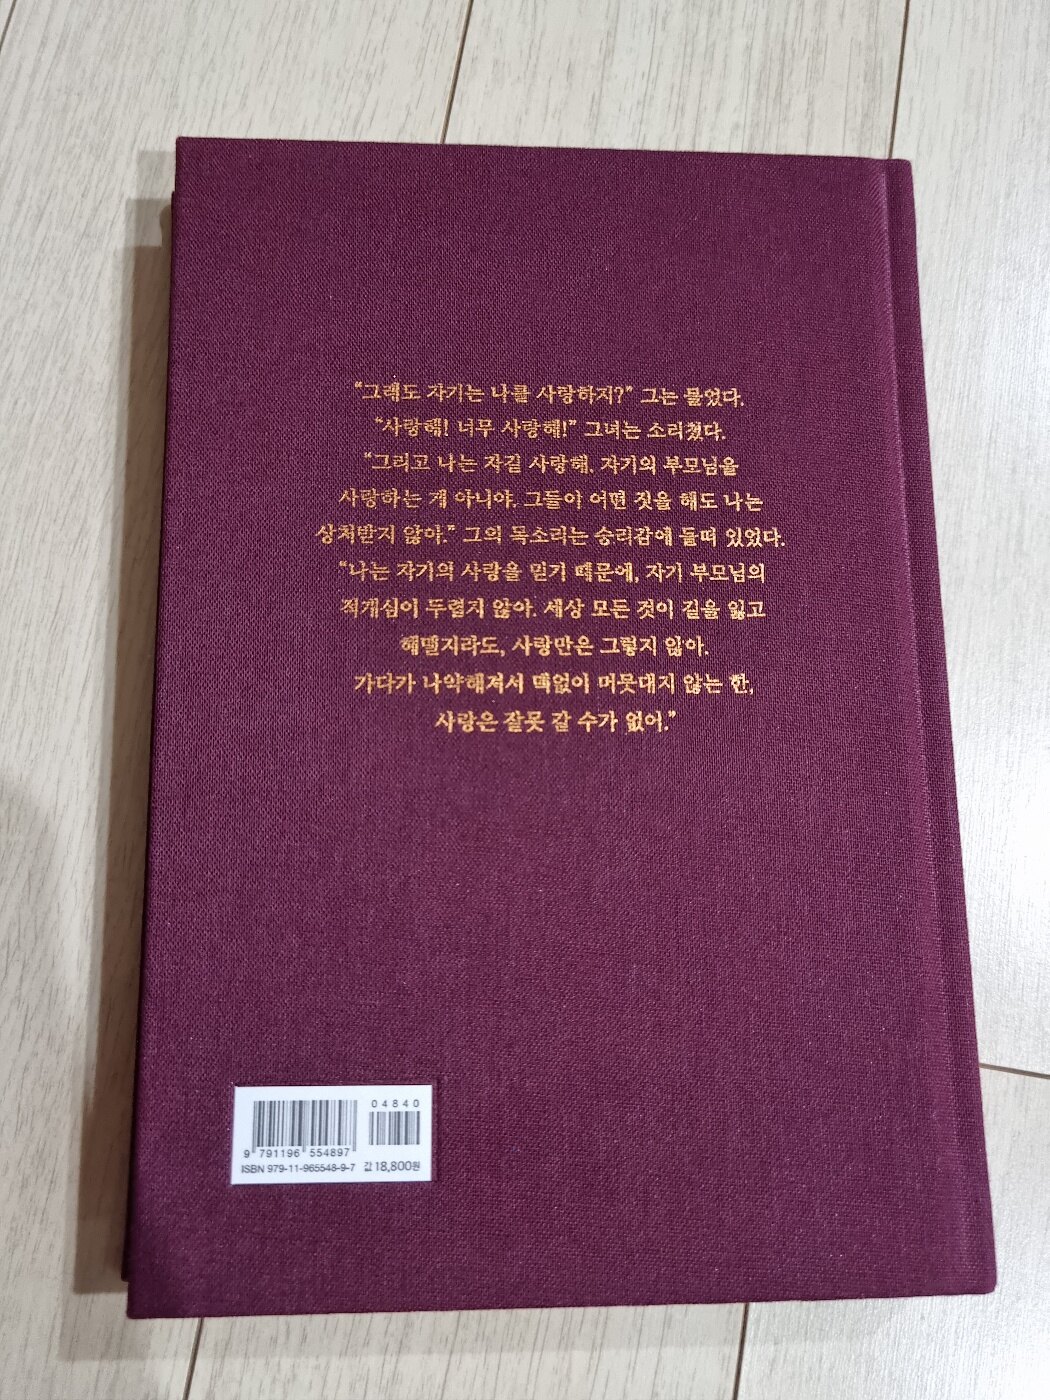 “그래도 자기는 나를 사랑하지?” 그는 물었다.
“사랑해! 너무 사랑해!” 그녀는 소리쳤다.
“그리고 나는 자길 사랑해, 자기의 부모님을
사랑하는 게 아니야. 그들이 어떤 짓을 해도 나는
상처받지 않아.” 그의 목소리는 승리감에 들떠 있었다.
“나는 자기의 사랑을 믿기 때문에, 자기 부모님의
적개심이 두렵지 않아. 세상 모든 것이 길을 잃고
헤맬지라도, 사랑만은 그렇지 않아.
가다가 나약해져서 맥없이 머뭇대지 않는 한,
사랑은 잘못 갈 수가 없어.”
04840
9 791196 554897
ISBN 979-11-965548-9-7 값 18,800원